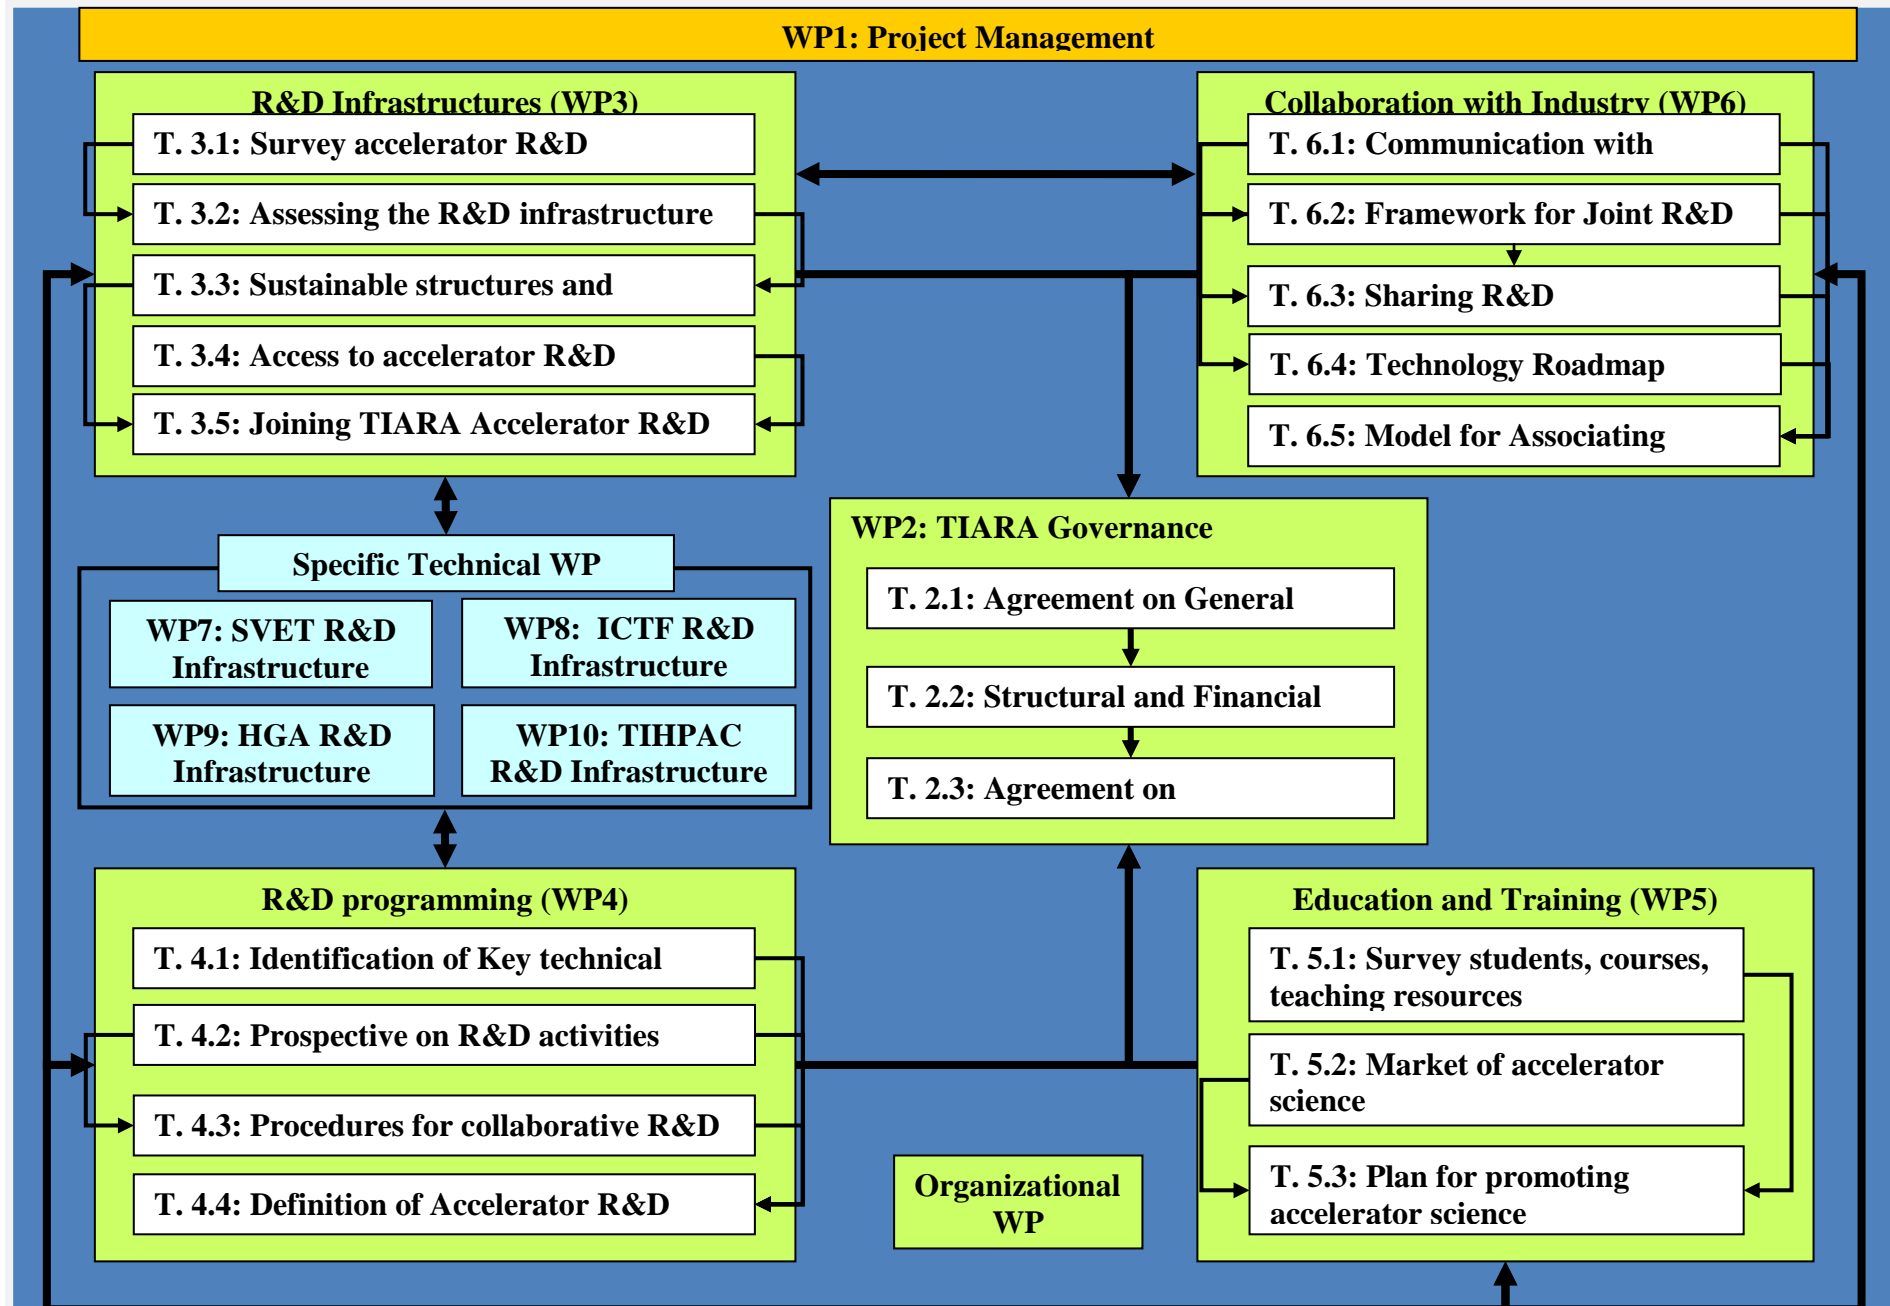 WP1: Project Management
R&D Infrastructures (WP3)
T. 3.1: Survey accelerator R&D
T. 3.2: Assessing the R&D infrastructure
T. 3.3: Sustainable structures and
T. 3.4: Access to accelerator R&D
T. 3.5: Joining TIARA Accelerator R&D
Collaboration with Industry (WP6)
T. 6.1: Communication with
T. 6.2: Framework for Joint R&D
T. 6.3: Sharing R&D
T. 6.4: Technology Roadmap
T. 6.5: Model for Associating
Specific Technical WP
WP7: SVET R&D
Infrastructure
WP8: ICTF R&D
Infrastructure
WP9: HGA R&D
Infrastructure
WP10: TIHPAC
R&D Infrastructure
WP2: TIARA Governance
T. 2.1: Agreement on General
T. 2.2: Structural and Financial
T. 2.3: Agreement on
R&D programming (WP4)
T. 4.1: Identification of Key technical
T. 4.2: Prospective on R&D activities
T. 4.3: Procedures for collaborative R&D
T. 4.4: Definition of Accelerator R&D
Organizational
WP
Education and Training (WP5)
T. 5.1: Survey students, courses,
teaching resources
T. 5.2: Market of accelerator
science
T. 5.3: Plan for promoting
accelerator science